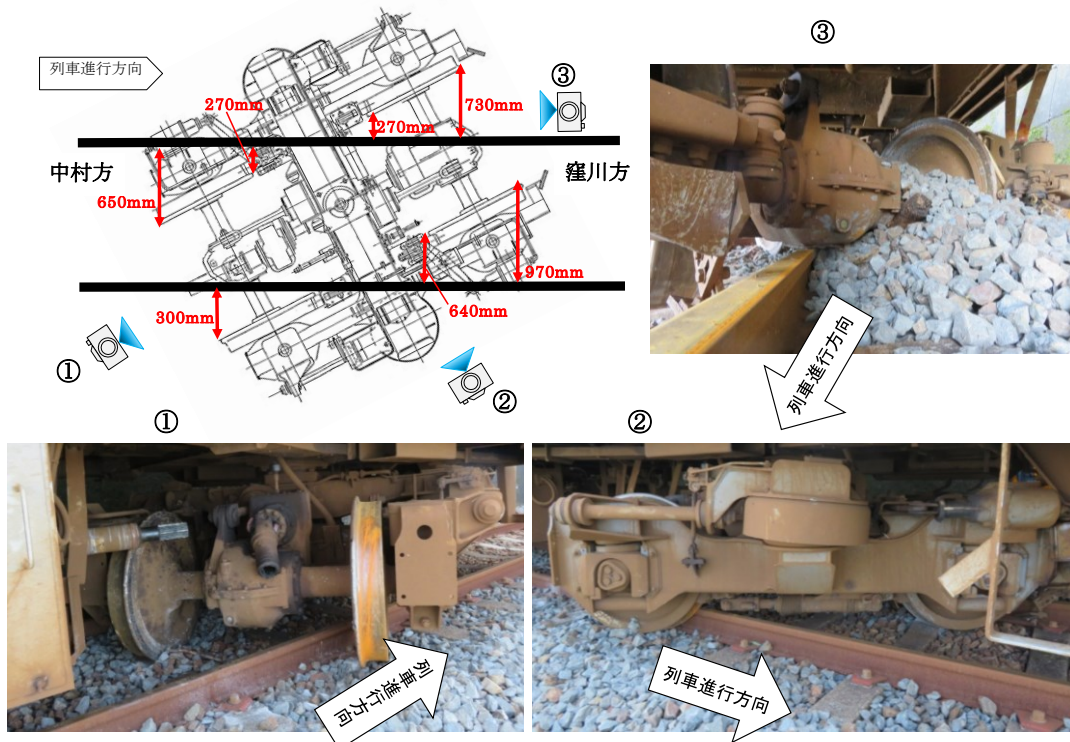 ③
列車進行方向
③
270mm
270mm
730mm
中村方
窪川方
650mm
970mm
300mm
640mm
①
②
列車進行方向
①
②
列車進行方向
列車進行方向